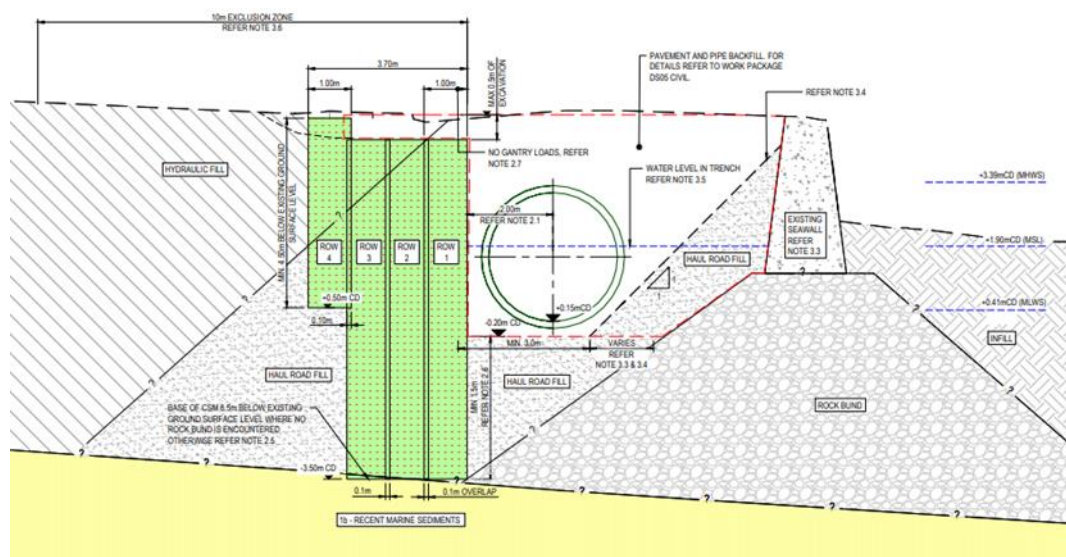 10m EXCLUSION ZONE
REFER NOTE 3.6
3.70m
1.00m
1.00m
MAX 0.5m OF
EXCAVATION
PAVEMENT AND PIPE BACKFILL. FOR
DETAILS REFER TO WORK PACKAGE
DS05 CIVIL.
REFER NOTE 3.4
NO GANTRY LOADS, REFER
NOTE 2.7
HYDRAULIC FILL
WATER LEVEL IN TRENCH
REFER NOTE 3.5
+3.39mCD (MHWS)
MIN. 4.50m BELOW EXISTING GROUND
SURFACE LEVEL
2.00m
REFER NOTE 2.1
EXISTING
SEAWALL
REFER
NOTE 3.3
ROW
4
ROW
3
ROW
2
ROW
1
+1.90mCD (MSL)
HAUL ROAD FILL
1
1
+0.50m CD
+0.15mCD
+0.41mCD (MLWS)
0.10m
-0.20m CD
MIN. 3.0m
VARIES
REFER
NOTE 3.3 & 3.4
INFILL
HAUL ROAD FILL
HAUL ROAD FILL
MIN 1.5m
REFER NOTE 2.6
ROCK BUND
BASE OF CSM 8.5m BELOW EXISTING
GROUND SURFACE LEVEL WHERE NO
ROCK BUND IS ENCOUNTERED
OTHERWISE REFER NOTE 2.5
-3.50m CD
0.1m
0.1m OVERLAP
1b - RECENT MARINE SEDIMENTS